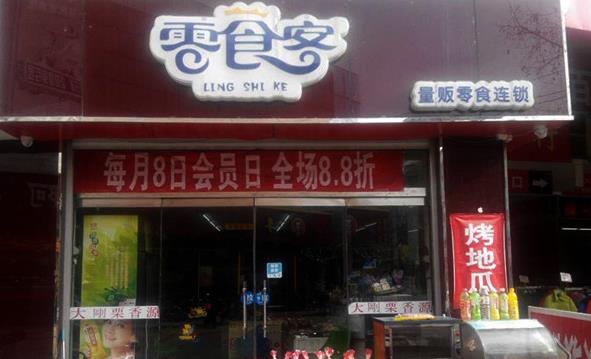 零食客
LING SHI KE
量贩零食连锁
每月8日会员日 全场8.8折
烤地瓜
大刚栗香源
大刚栗香源